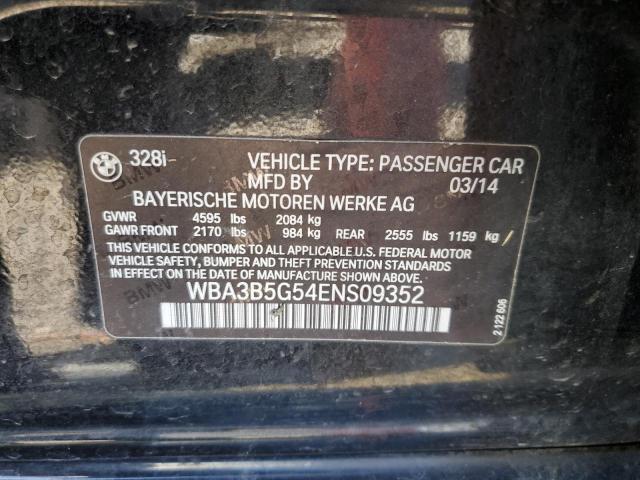 328i
VEHICLE TYPE: PASSENGER CAR
MFD BY 03/14
BAYERISCHE MOTOREN WERKE AG
GVWR 4595 lbs 2084 kg
GAWR FRONT 2170 lbs 984 kg REAR 2555 lbs 1159 kg
THIS VEHICLE CONFORMS TO ALL APPLICABLE U.S. FEDERAL MOTOR
VEHICLE SAFETY, BUMPER AND THEFT PREVENTION STANDARDS
IN EFFECT ON THE DATE OF MANUFACTURE SHOWN ABOVE.
WBA3B5G54ENS09352
2 122 606